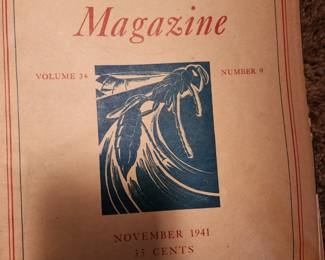 Magazine
VOLUME 34 NUMBER 9
NOVEMBER 1941
35 CENTS